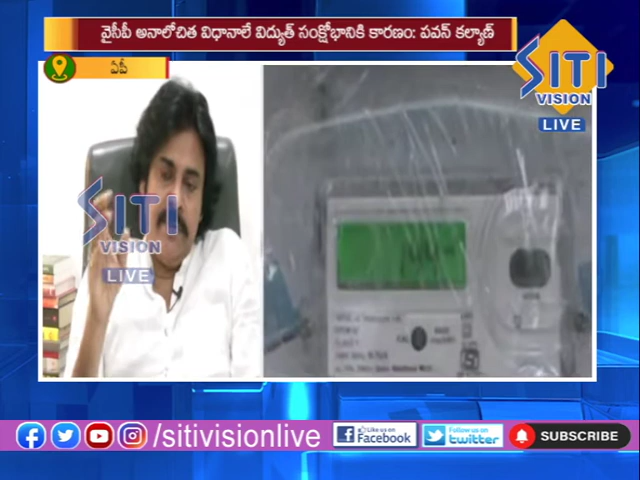 వైసీపీ అనాలోచిత విధానాలే విద్యుత్ సంక్షోభానికి కారణం: పవన్ కల్యాణ్
ఏపీ
SITI
VISION
LIVE
SITI
VISION
LIVE
/sitivisionlive
Like us on
Facebook
Follow us on
twitter
SUBSCRIBE